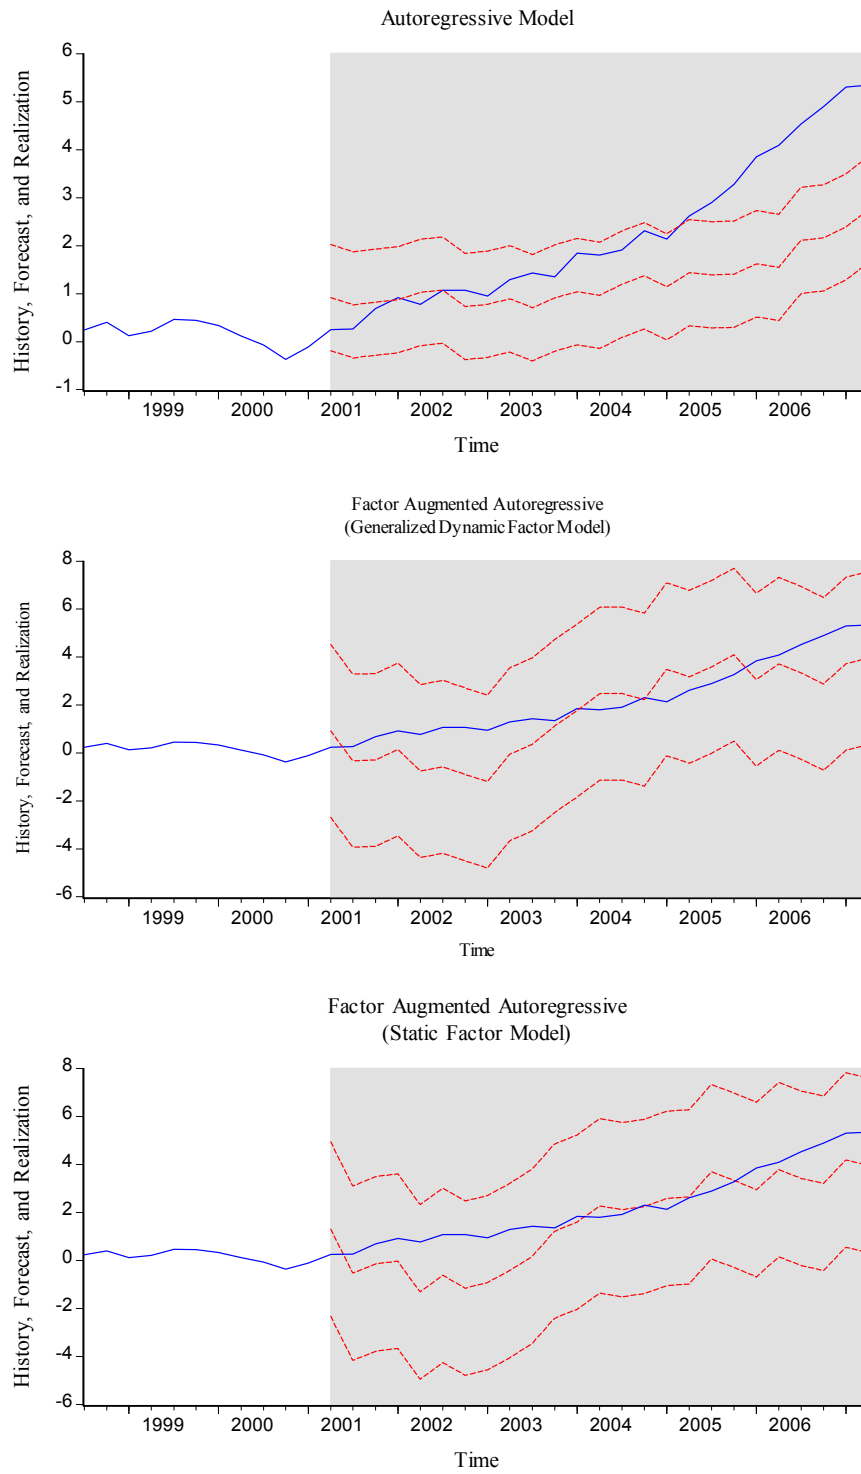 Autoregressive Model
History, Forecast, and Realization
6
5
4
3
2
1
0
-1
1999 2000 2001 2002 2003 2004 2005 2006
Time
Factor Augmented Autoregressive
(Generalized Dynamic Factor Model)
History, Forecast, and Realization
8
6
4
2
0
-2
-4
-6
1999 2000 2001 2002 2003 2004 2005 2006
Time
Factor Augmented Autoregressive
(Static Factor Model)
History, Forecast, and Realization
8
6
4
2
0
-2
-4
-6
1999 2000 2001 2002 2003 2004 2005 2006
Time